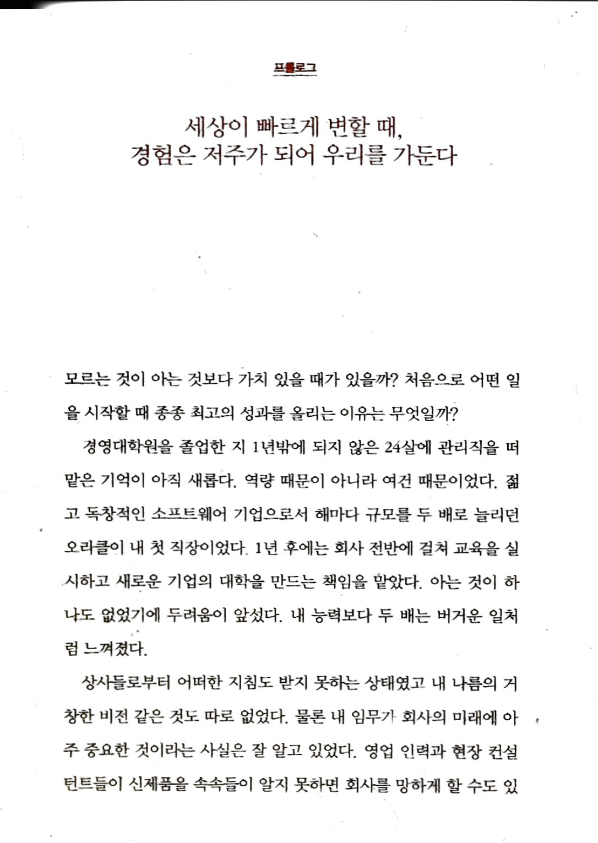 프롤로그
세상이 빠르게 변할 때,
경험은 저주가 되어 우리를 가둔다
모르는 것이 아는 것보다 가치 있을 때가 있을까? 처음으로 어떤 일
을 시작할 때 종종 최고의 성과를 올리는 이유는 무엇일까?
경영대학원을 졸업한 지 1년밖에 되지 않은 24살에 관리직을 떠
맡은 기억이 아직 새롭다. 역량 때문이 아니라 여건 때문이었다. 젊
고 독창적인 소프트웨어 기업으로서 해마다 규모를 두 배로 늘리던
오라클이 내 첫 직장이었다. 1년 후에는 회사 전반에 걸쳐 교육을 실
시하고 새로운 기업의 대학을 만드는 책임을 맡았다. 아는 것이 하
나도 없었기에 두려움이 앞섰다. 내 능력보다 두 배는 버거운 일처
럼 느껴졌다.
상사들로부터 어떠한 지침도 받지 못하는 상태였고 내 나름의 거
창한 비전 같은 것도 따로 없었다. 물론 내 임무가 회사의 미래에 아
주 중요한 것이라는 사실은 잘 알고 있었다. 영업 인력과 현장 컨설
턴트들이 신제품을 속속들이 알지 못하면 회사를 망하게 할 수도 있